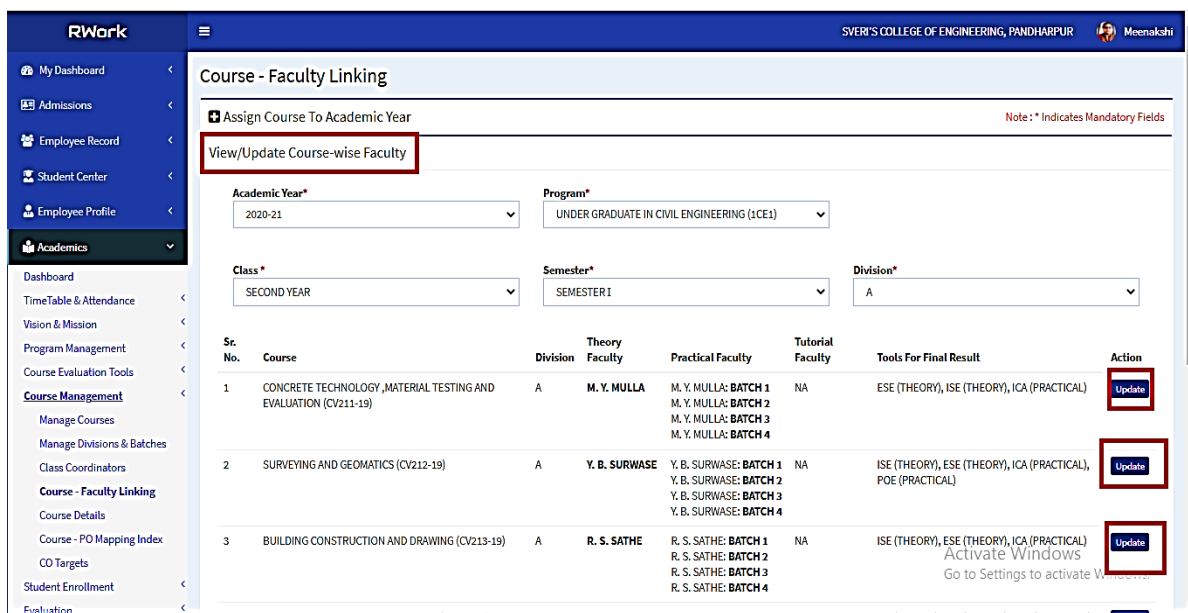 RWork
SVERI'S COLLEGE OF ENGINEERING, PANDHARPUR
Meenakshi
My Dashboard
Admissions
Employee Record
Student Center
Employee Profile
Academics
Dashboard
TimeTable & Attendance
Vision & Mission
Program Management
Course Evaluation Tools
Course Management
Manage Courses
Manage Divisions & Batches
Class Coordinators
Course - Faculty Linking
Course Details
Course - PO Mapping Index
CO Targets
Student Enrollment
Evaluation
Course - Faculty Linking
Assign Course To Academic Year
Note : * Indicates Mandatory Fields
View/Update Course-wise Faculty
Academic Year*
Program*
2020-21
UNDER GRADUATE IN CIVIL ENGINEERING (1CE1)
Class *
Semester*
Division*
SECOND YEAR
SEMESTER I
A
Sr. No.
Course
Division
Theory Faculty
Practical Faculty
Tutorial Faculty
Tools For Final Result
Action
1
CONCRETE TECHNOLOGY ,MATERIAL TESTING AND
EVALUATION (CV211-19)
A
M. Y. MULLA
M. Y. MULLA: BATCH 1
M. Y. MULLA: BATCH 2
M. Y. MULLA: BATCH 3
M. Y. MULLA: BATCH 4
NA
ESE (THEORY), ISE (THEORY), ICA (PRACTICAL)
Update
2
SURVEYING AND GEOMATICS (CV212-19)
A
Y. B. SURWASE
Y. B. SURWASE: BATCH 1
Y. B. SURWASE: BATCH 2
Y. B. SURWASE: BATCH 3
Y. B. SURWASE: BATCH 4
NA
ISE (THEORY), ESE (THEORY), ICA (PRACTICAL),
POE (PRACTICAL)
Update
3
BUILDING CONSTRUCTION AND DRAWING (CV213-19)
A
R. S. SATHE
R. S. SATHE: BATCH 1
R. S. SATHE: BATCH 2
R. S. SATHE: BATCH 3
R. S. SATHE: BATCH 4
NA
ISE (THEORY), ESE (THEORY), ICA (PRACTICAL)
Update
Activate Windows
Go to Settings to activate Windows.